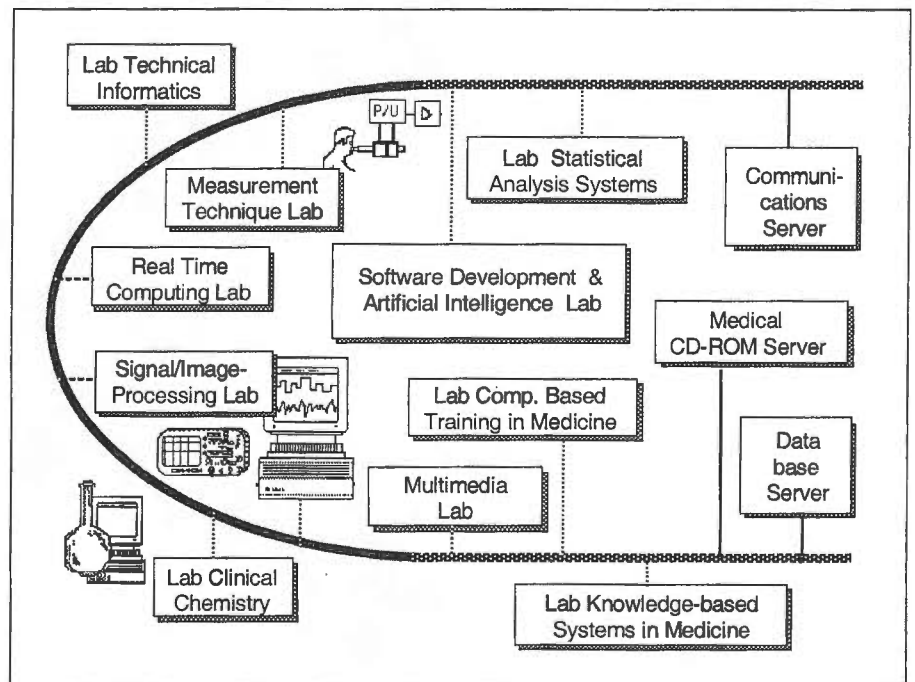 Lab Technical
Informatics
P/U
Measurement
Technique Lab
Lab Statistical
Analysis Systems
Communi-
cations
Server
Real Time
Computing Lab
Software Development &
Artificial Intelligence Lab
Medical
CD-ROM Server
Signal/Image-
Processing Lab
Lab Comp. Based
Training in Medicine
Data
base
Server
Multimedia
Lab
Lab Clinical
Chemistry
Lab Knowledge-based
Systems in Medicine